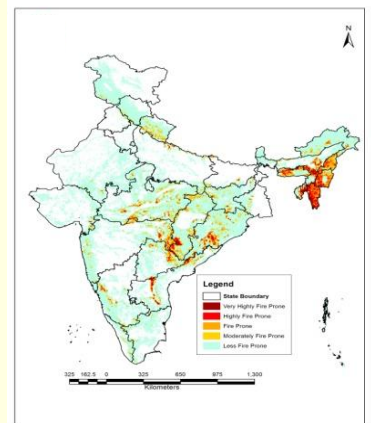 N
Legend
State Boundary
Very Highly Fire Prone
Highly Fire Prone
Fire Prone
Moderately Fire Prone
Less Fire Prone
325 162.5 0 325 650 975 1,300
Kilometers